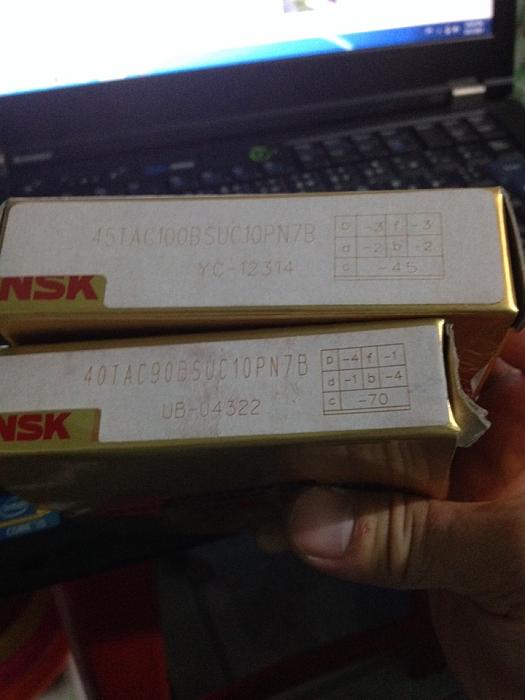 45TAC100BSUC10PN7B
YC-12314
D -3 f -3
d -2 b -2
c -45
NSK
40TAC90BSUC10PN7B
UB-04322
D -4 f -1
d -1 b -4
c -70
NSK